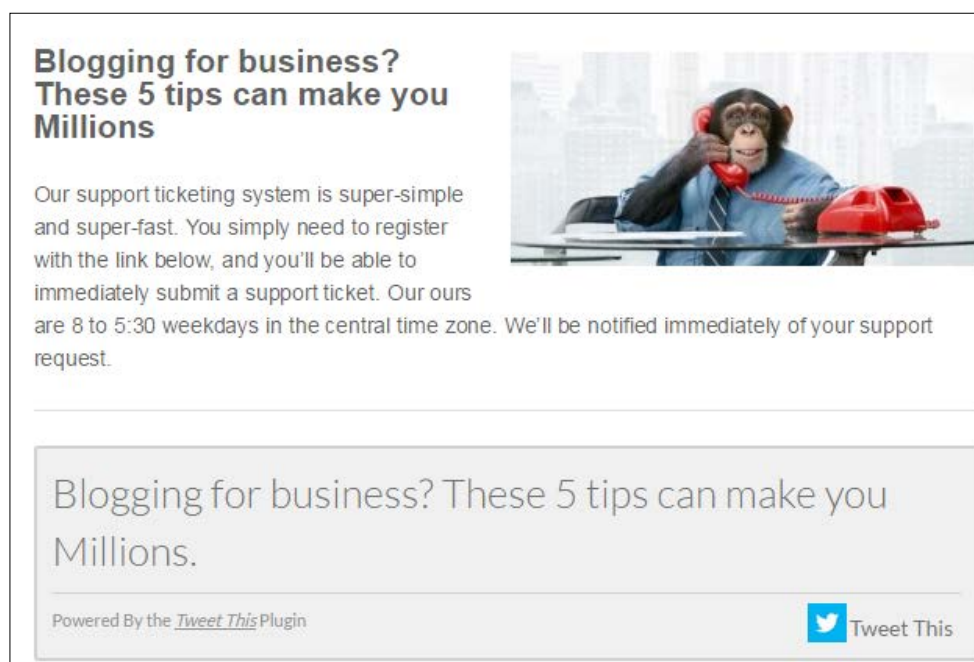 Blogging for business?
These 5 tips can make you
Millions
Our support ticketing system is super-simple
and super-fast. You simply need to register
with the link below, and you'll be able to
immediately submit a support ticket. Our ours
are 8 to 5:30 weekdays in the central time zone. We'll be notified immediately of your support
request.
Blogging for business? These 5 tips can make you
Millions.
Powered By the Tweet This Plugin
Tweet This